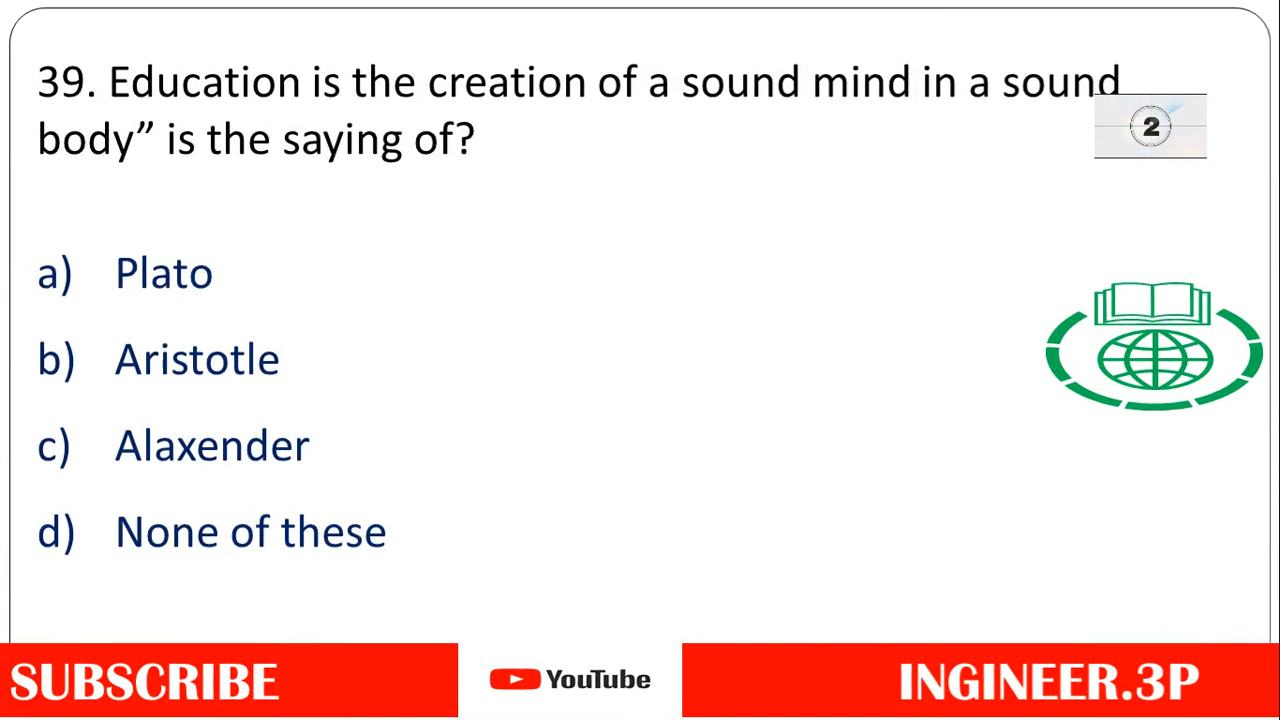 39. Education is the creation of a sound mind in a sound
body” is the saying of?
2
a) Plato
b) Aristotle
c) Alaxender
d) None of these
SUBSCRIBE YouTube INGINEER.3P